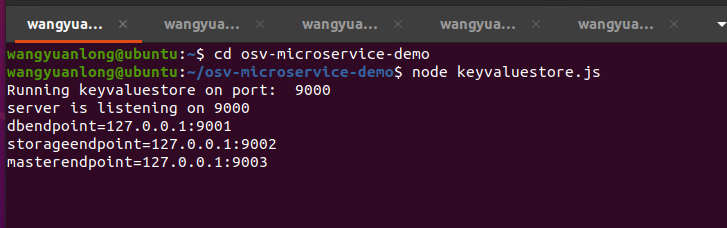 wangyua... × wangyua... × wangyua... × wangyua... × wangyua... ×
wangyuanlong@ubuntu:~$ cd osv-microservice-demo
wangyuanlong@ubuntu:~/osv-microservice-demo$ node keyvaluestore.js
Running keyvaluestore on port:  9000
server is listening on 9000
dbendpoint=127.0.0.1:9001
storageendpoint=127.0.0.1:9002
masterendpoint=127.0.0.1:9003